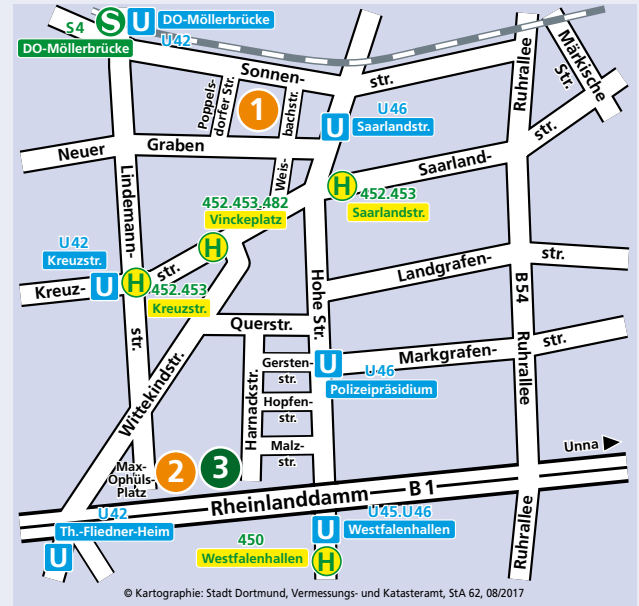 S4
S
U
DO-Möllerbrücke
U42
DO-Möllerbrücke
Sonnen-
str.
Ruhrallee
Märkische
Str.
Poppels-
dorfer Str.
1
Weis-
bachstr.
U46
U
Saarlandstr.
Neuer
Graben
Saarland-
str.
H
452.453
Saarlandstr.
452.453.482
Vinckeplatz
H
Lindemann-
str.
U42
Kreuzstr.
U
H
452.453
Kreuzstr.
Kreuz-
str.
Hohe Str.
Landgrafen-
str.
B54
Ruhrallee
Querstr.
Wittekindstr.
Harnackstr.
Gersten-
str.
U
U46
Polizeipräsidium
Markgrafen-
str.
Hopfen-
str.
Malz-
str.
Unna
Max-
Ophüls-
Platz
2
3
Rheinlanddamm
B1
U42
Th.-Fliedner-Heim
U
U
U45.U46
Westfalenhallen
450
Westfalenhallen
H
Ruhrallee
© Kartographie: Stadt Dortmund, Vermessungs- und Katasteramt, StA 62, 08/2017